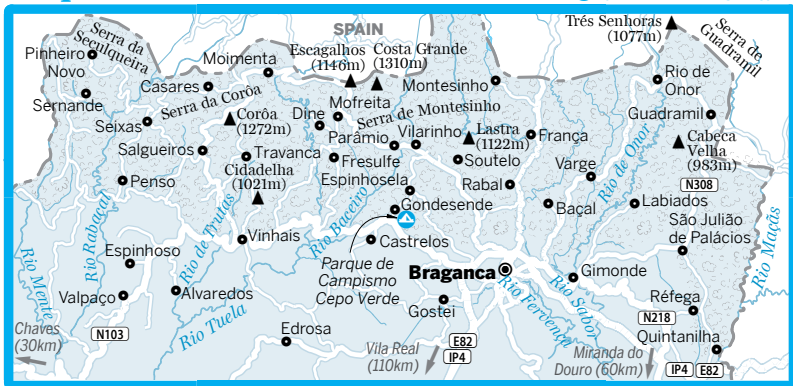 SPAIN
Trés Senhoras
(1077m)
Serra de
Guadramil
Serra da
Seculqueira
Pinheiro
Novo
Moimenta
Escagalhos
(1146m)
Costa Grande
(1310m)
Montesinho
Rio de
Onor
Sernande
Casares
Serra da Corôa
Corôa
(1272m)
Dine
Mofreita
Serra de Montesinho
Guadramil
Seixas
Parâmio
Vilarinho
Lastra
(1122m)
França
Cabeca
Velha
(983m)
Salgueiros
Travanca
Fresulfe
Soutelo
Varge
Rio de Onor
Cidadelha
(1021m)
Espinhosela
Rabal
N308
Penso
Gondesende
Baçal
Labiados
Rio Rabaçal
Rio de Trutas
Rio Baceiro
São Julião
de Palácios
Rio Maçãs
Espinhoso
Vinhais
Castrelos
Rio Mente
Parque de
Campismo
Cepo Verde
Braganca
Gimonde
Valpaço
Alvaredos
Gostei
Rio Fervença
Rio Sabor
Réfega
Chaves
(30km)
N103
Rio Tuela
Edrosa
N218
Quintanilha
Vila Real
(110km)
E82
IP4
Miranda do
Douro (60km)
IP4
E82